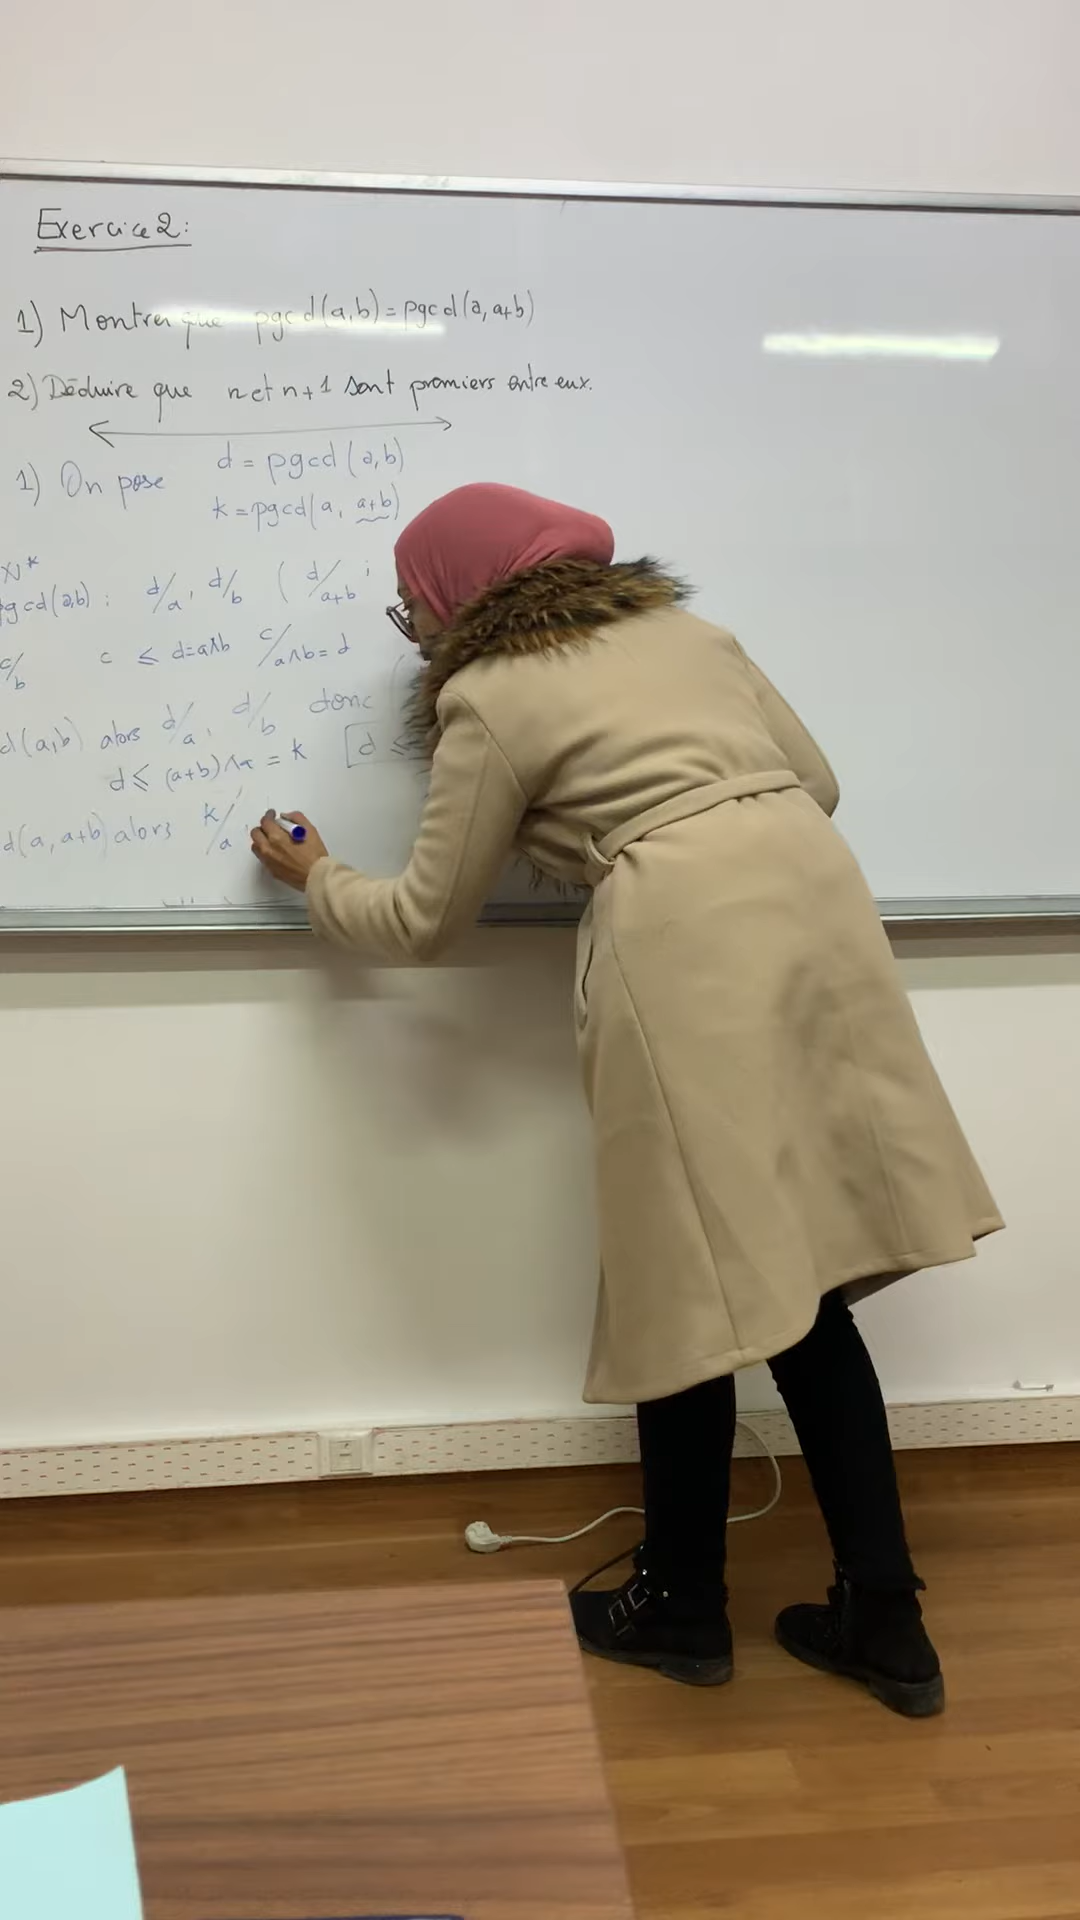 Exercice 2:
1) Montrer que pgcd(a,b)=pgcd(a,a+b)
2) Déduire que n et n+1 sont premiers entre eux.
1) On pose d = pgcd(a,b)
k=pgcd(a, a+b)
N*
pgcd(a,b): d/a, d/b ( d/a+b ;
c/b c ≤ d=a∧b c/a∧b=d
d(a,b) alors d/a, d/b donc
d ≤ (a+b)∧a = k d ≤
d(a, a+b) alors k/a